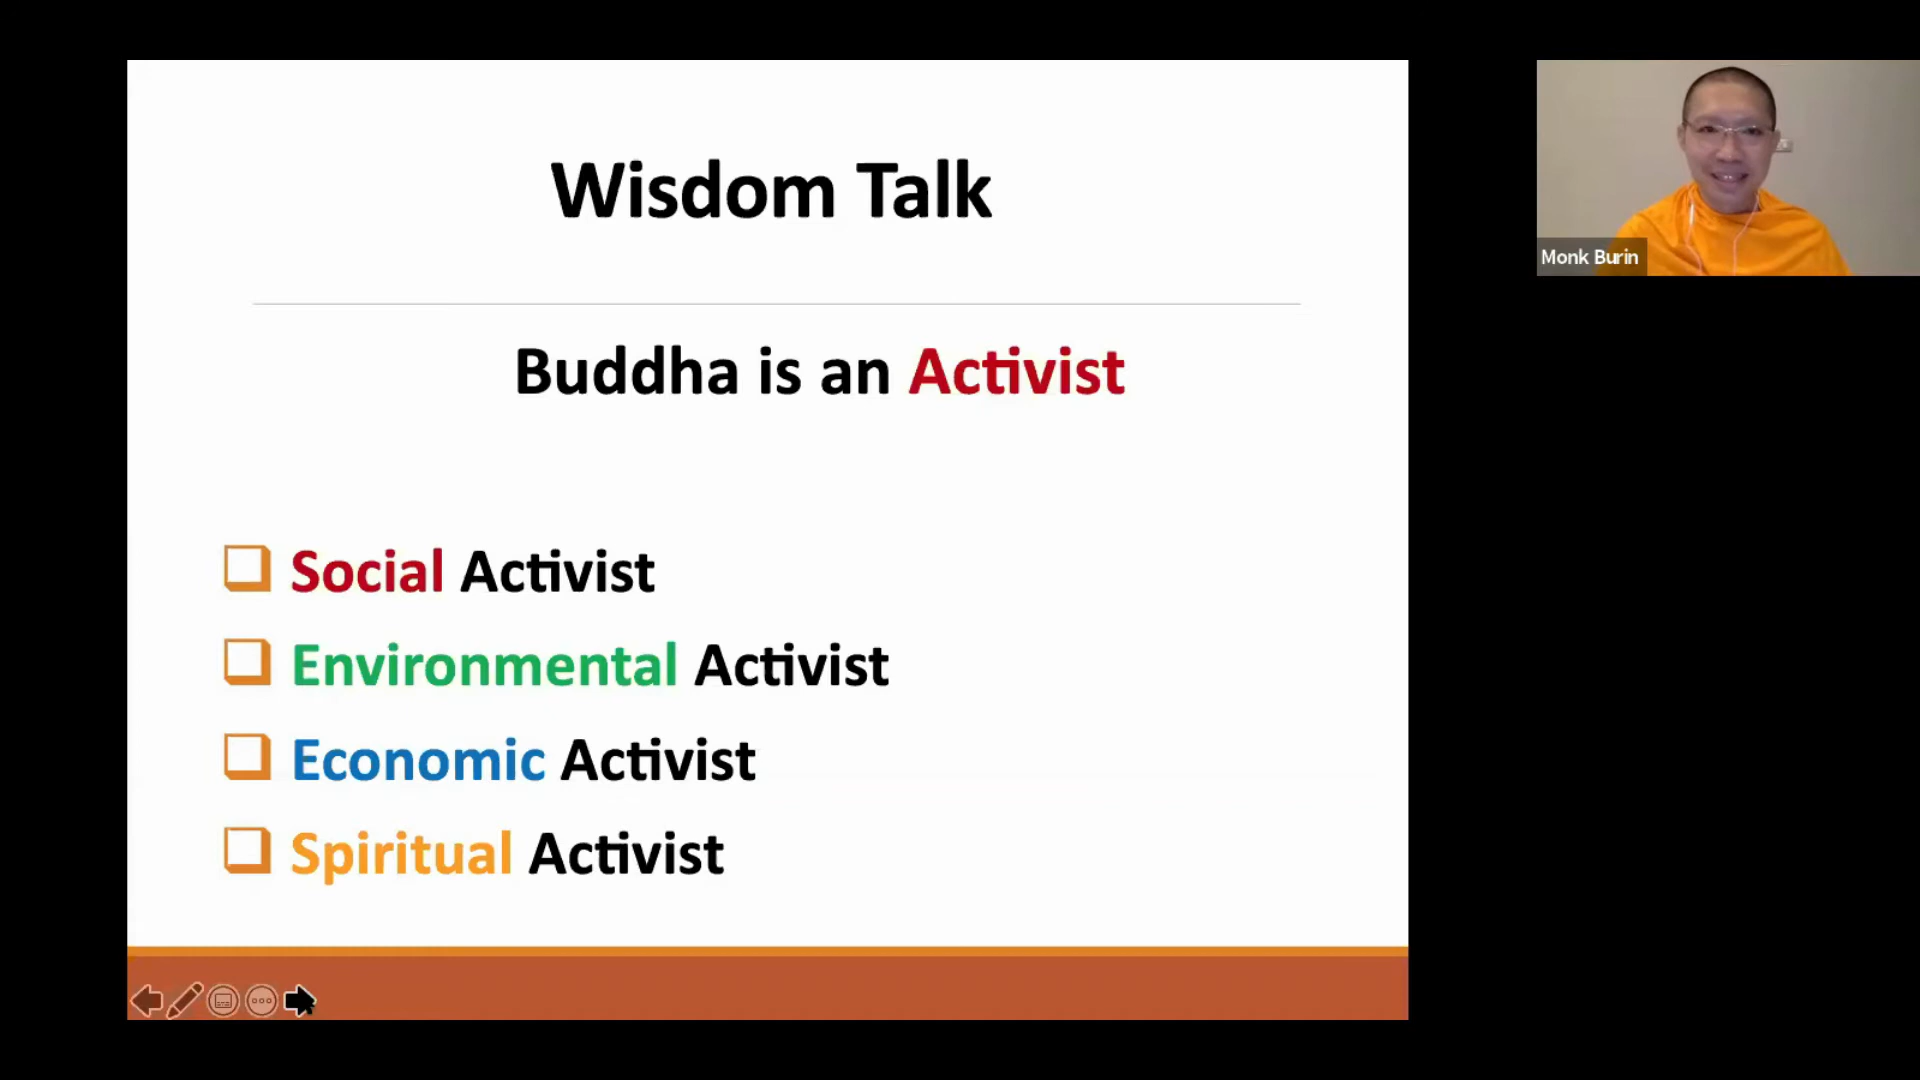 Wisdom Talk
Buddha is an Activist
Social Activist
Environmental Activist
Economic Activist
Spiritual Activist
Monk Burin